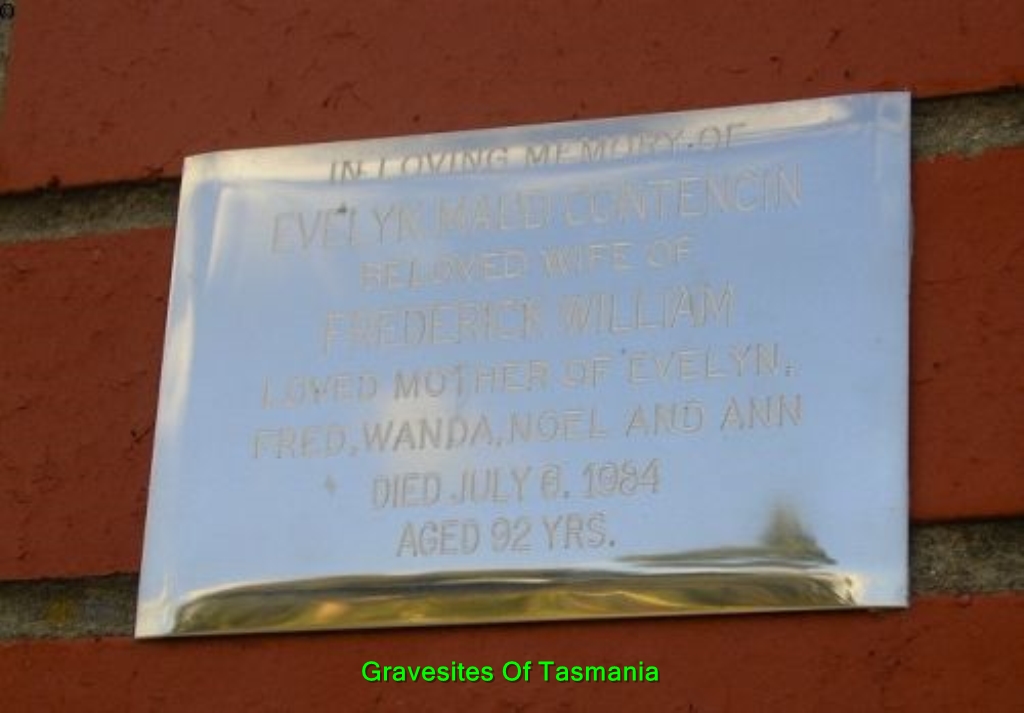 IN LOVING MEMORY OF
EVELYN MAUD CONTENCIN
BELOVED WIFE OF
FREDERICK WILLIAM
LOVED MOTHER OF EVELYN,
FRED, WANDA, NOEL AND ANN
DIED JULY 6, 1984
AGED 92 YRS.
Gravesites Of Tasmania